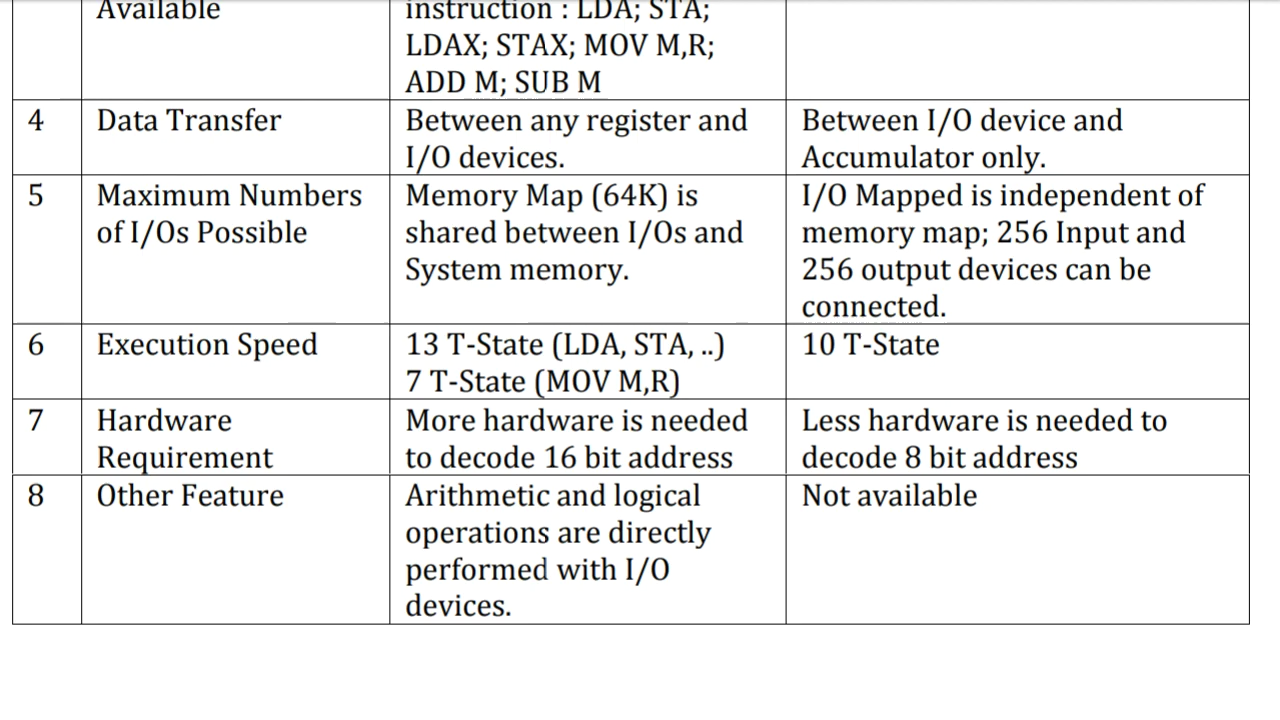 Available
instruction : LDA; STA;
LDAX; STAX; MOV M,R;
ADD M; SUB M
4
Data Transfer
Between any register and
I/O devices.
Between I/O device and
Accumulator only.
5
Maximum Numbers
of I/Os Possible
Memory Map (64K) is
shared between I/Os and
System memory.
I/O Mapped is independent of
memory map; 256 Input and
256 output devices can be
connected.
6
Execution Speed
13 T-State (LDA, STA, ..)
7 T-State (MOV M,R)
10 T-State
7
Hardware
Requirement
More hardware is needed
to decode 16 bit address
Less hardware is needed to
decode 8 bit address
8
Other Feature
Arithmetic and logical
operations are directly
performed with I/O
devices.
Not available